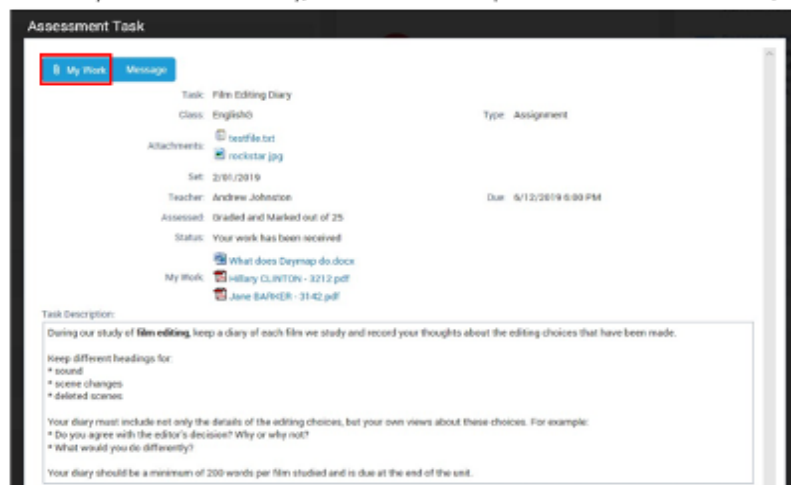 Assessment Task
My Work Message
Task: Film Editing Diary
Class: EnglishG Type: Assignment
Attachments: testfile.txt
rockstar.jpg
Set: 2/01/2019
Teacher: Andrew Johnston Due: 6/12/2019 6:00 PM
Assessed: Graded and Marked out of 25
Status: Your work has been received
My Work: What does Daymap do.docx
Hillary CLINTON - 3212.pdf
Jane BARKER - 3142.pdf
Task Description:
During our study of film editing, keep a diary of each film we study and record your thoughts about the editing choices that have been made.
Keep different headings for:
* sound
* scene changes
* deleted scenes
Your diary must include not only the details of the editing choices, but your own views about these choices. For example:
* Do you agree with the editor's decision? Why or why not?
* What would you do differently?
Your diary should be a minimum of 200 words per film studied and is due at the end of the unit.